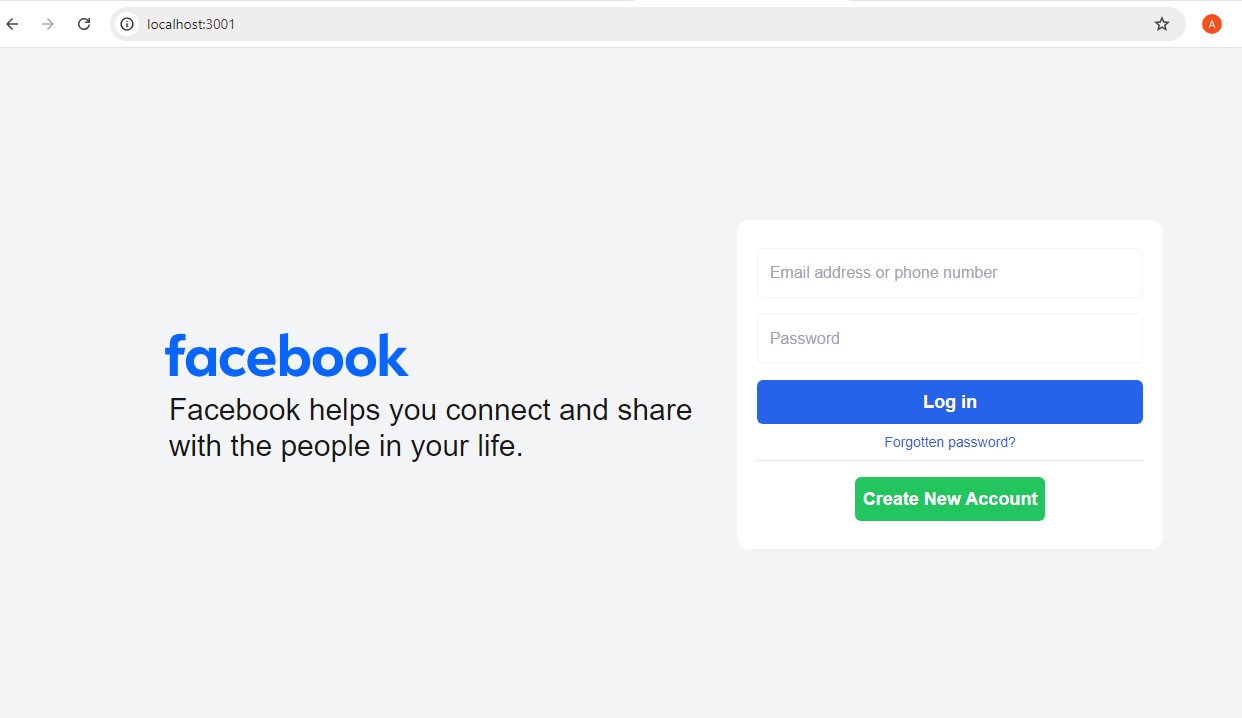 localhost:3001
A
facebook
Facebook helps you connect and share
with the people in your life.
Email address or phone number
Password
Log in
Forgotten password?
Create New Account